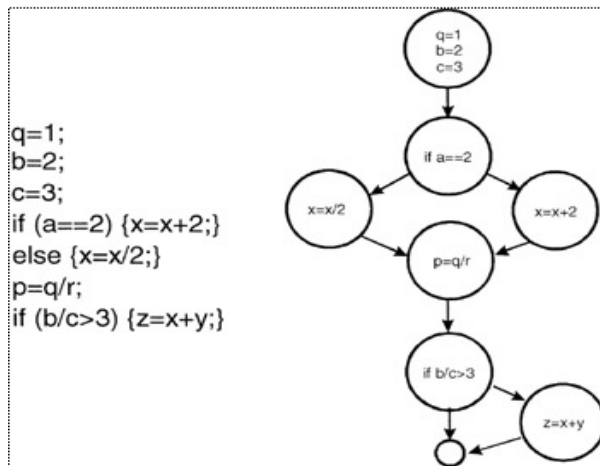 q=1;
b=2;
c=3;
if (a==2) {x=x+2;}
else {x=x/2;}
p=q/r;
if (b/c>3) {z=x+y;}
q=1
b=2
c=3
if a==2
x=x/2
x=x+2
p=q/r
if b/c>3
z=x+y